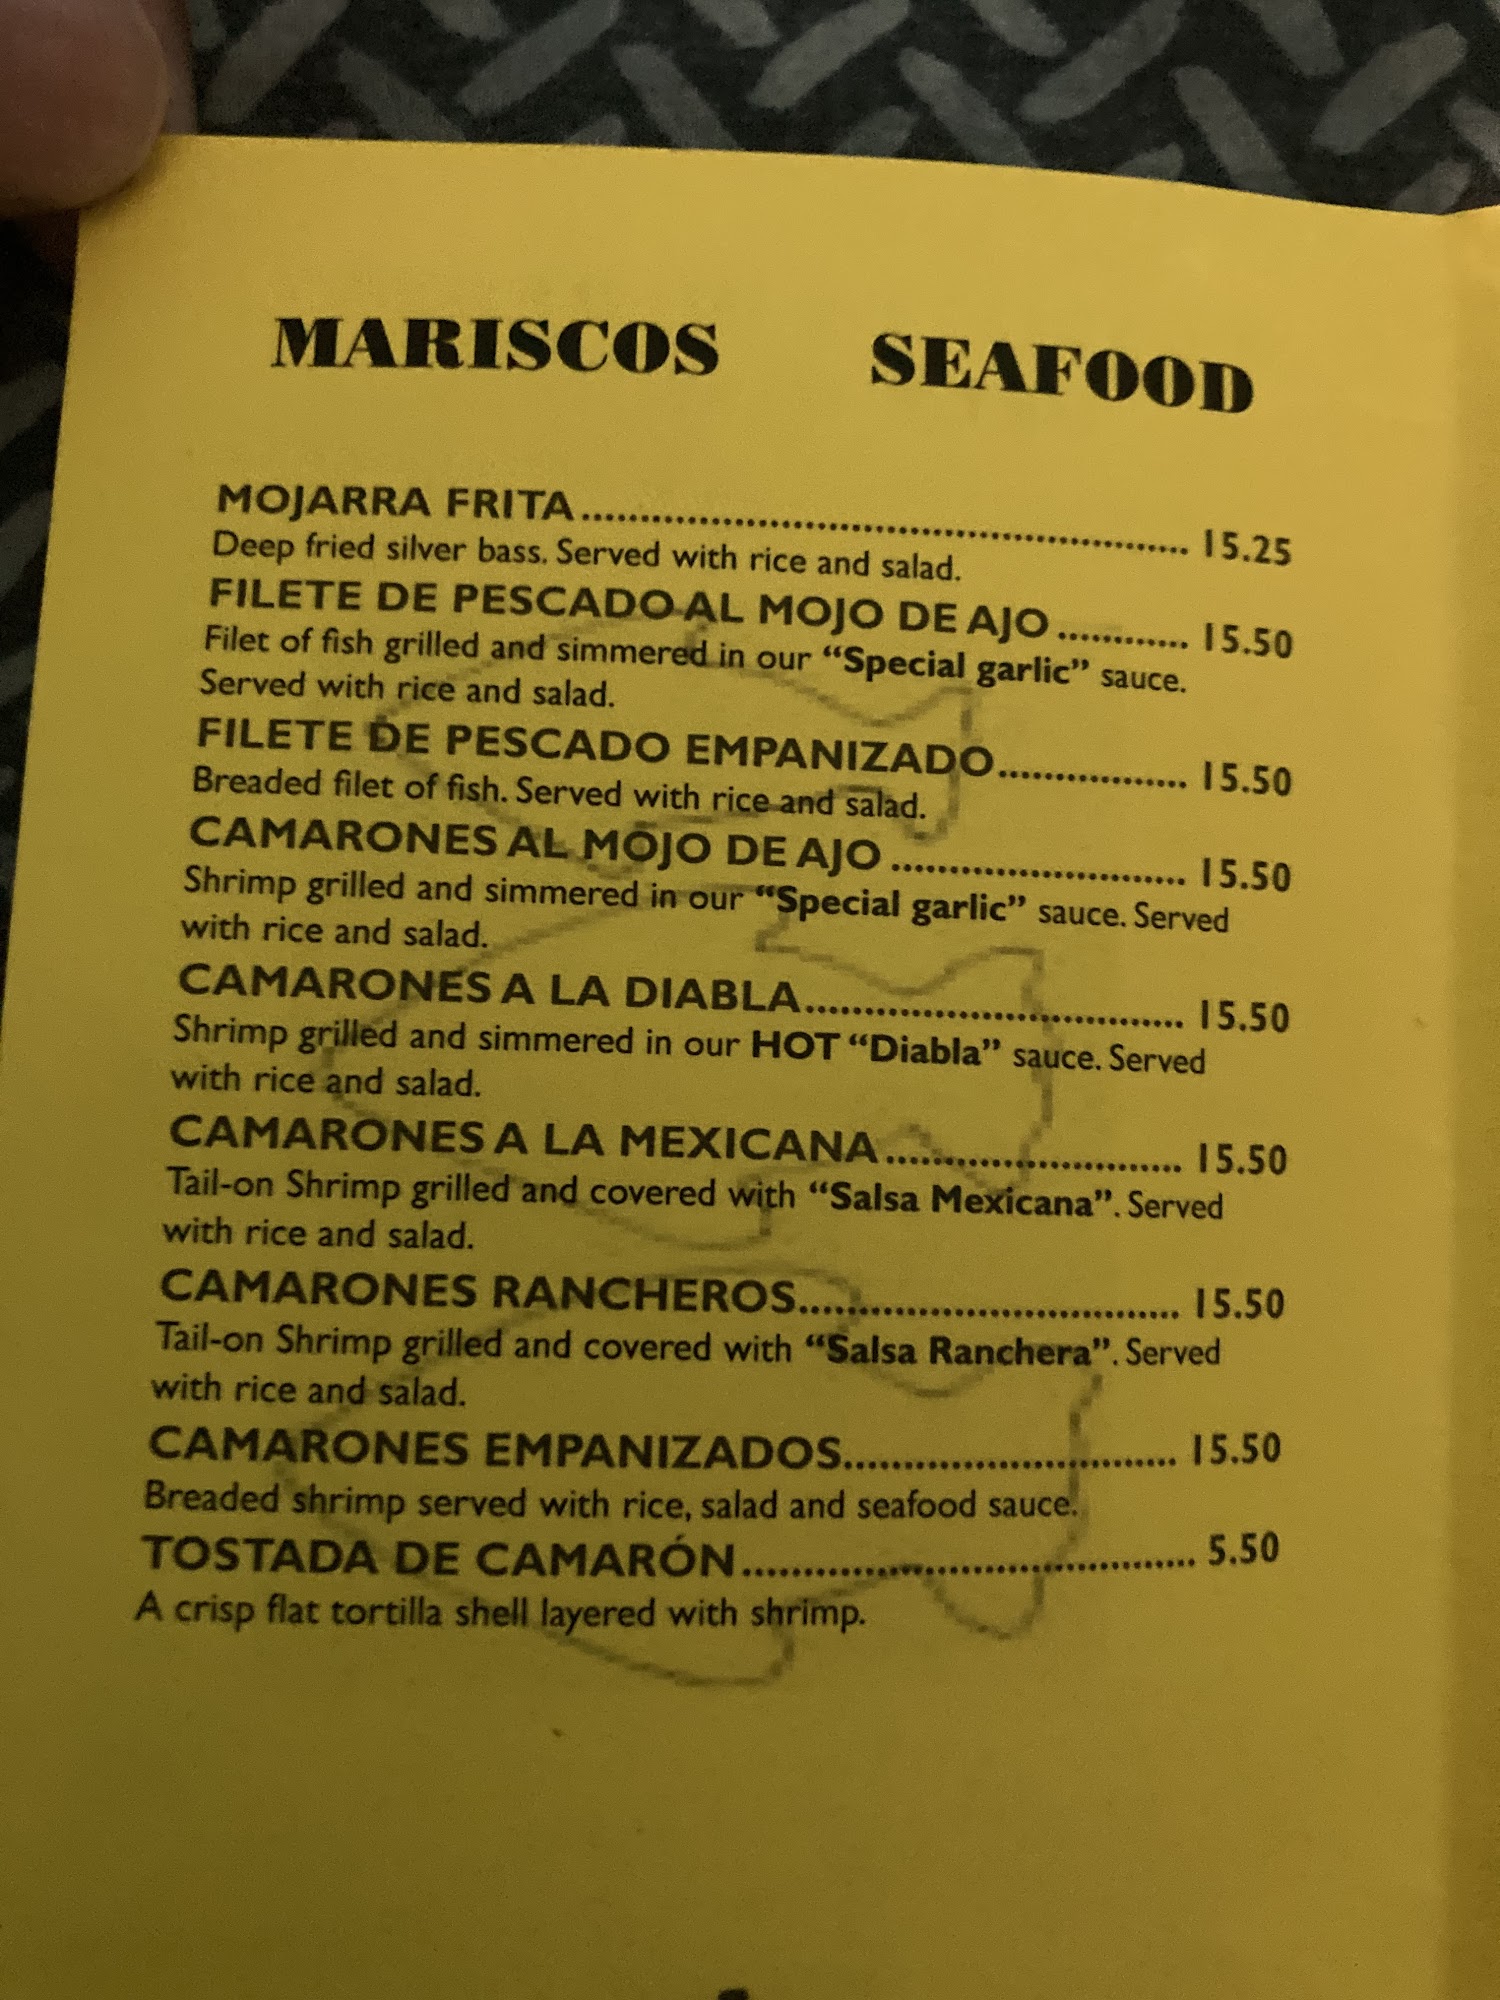 MARISCOS SEAFOOD
MOJARRA FRITA............................................................ 15.25
Deep fried silver bass. Served with rice and salad.
FILETE DE PESCADO AL MOJO DE AJO............ 15.50
Filet of fish grilled and simmered in our “Special garlic” sauce.
Served with rice and salad.
FILETE DE PESCADO EMPANIZADO.................. 15.50
Breaded filet of fish. Served with rice and salad.
CAMARONES AL MOJO DE AJO............................ 15.50
Shrimp grilled and simmered in our “Special garlic” sauce. Served
with rice and salad.
CAMARONES A LA DIABLA.................................... 15.50
Shrimp grilled and simmered in our HOT “Diabla” sauce. Served
with rice and salad.
CAMARONES A LA MEXICANA............................ 15.50
Tail-on Shrimp grilled and covered with “Salsa Mexicana”. Served
with rice and salad.
CAMARONES RANCHEROS.................................... 15.50
Tail-on Shrimp grilled and covered with “Salsa Ranchera”. Served
with rice and salad.
CAMARONES EMPANIZADOS................................ 15.50
Breaded shrimp served with rice, salad and seafood sauce.
TOSTADA DE CAMARÓN........................................... 5.50
A crisp flat tortilla shell layered with shrimp.